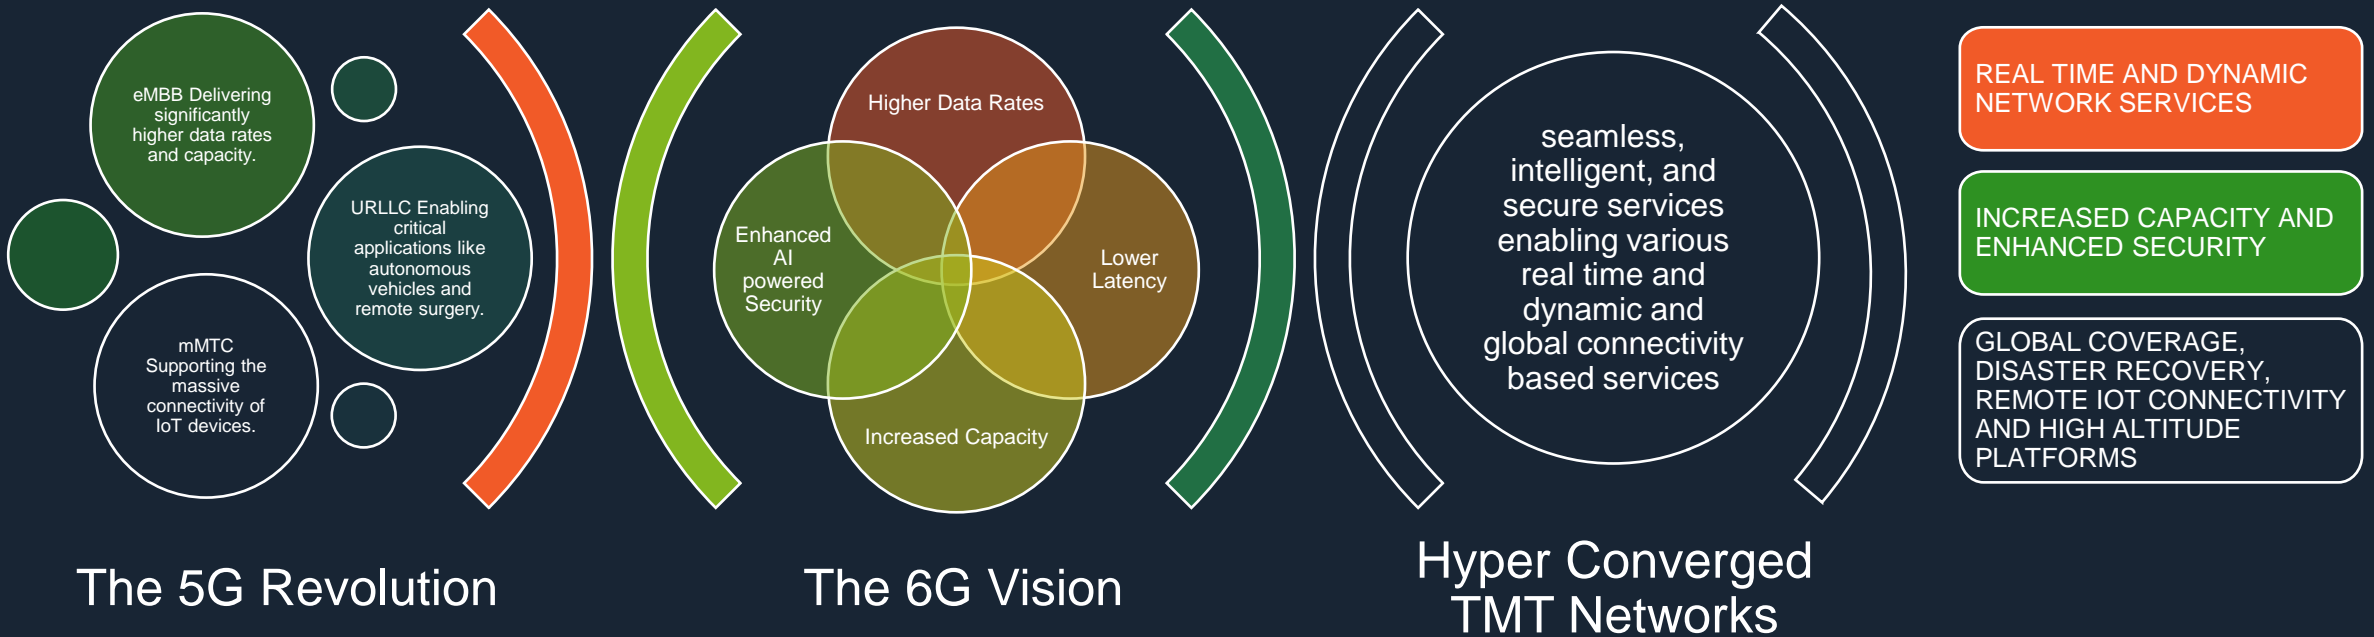 eMBB Delivering
significantly
higher data rates
and capacity.
URLLC Enabling
critical
applications like
autonomous
vehicles and
remote surgery.
mMTC
Supporting the
massive
connectivity of
IoT devices.
The 5G Revolution
Higher Data Rates
Enhanced
AI
powered
Security
Lower
Latency
Increased Capacity
The 6G Vision
seamless,
intelligent, and
secure services
enabling various
real time and
dynamic and
global connectivity
based services
Hyper Converged
TMT Networks
REAL TIME AND DYNAMIC
NETWORK SERVICES
INCREASED CAPACITY AND
ENHANCED SECURITY
GLOBAL COVERAGE,
DISASTER RECOVERY,
REMOTE IOT CONNECTIVITY
AND HIGH ALTITUDE
PLATFORMS